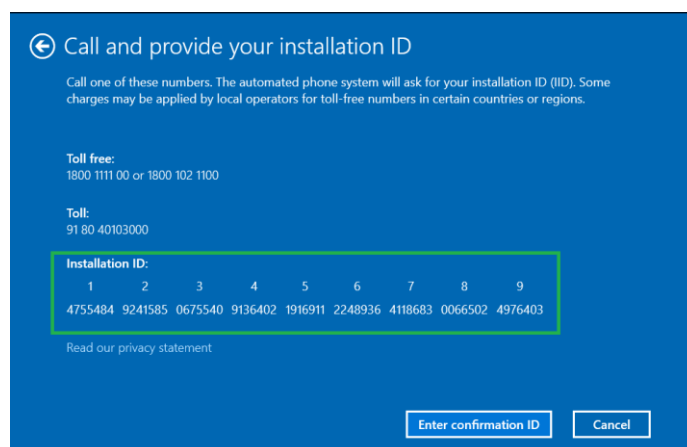 Call and provide your installation ID
Call one of these numbers. The automated phone system will ask for your installation ID (IID). Some
charges may be applied by local operators for toll-free numbers in certain countries or regions.
Toll free:
1800 1111 00 or 1800 102 1100
Toll:
91 80 40103000
Installation ID:
1 2 3 4 5 6 7 8 9
4755484 9241585 0675540 9136402 1916911 2248936 4118683 0066502 4976403
Read our privacy statement
Enter confirmation ID Cancel